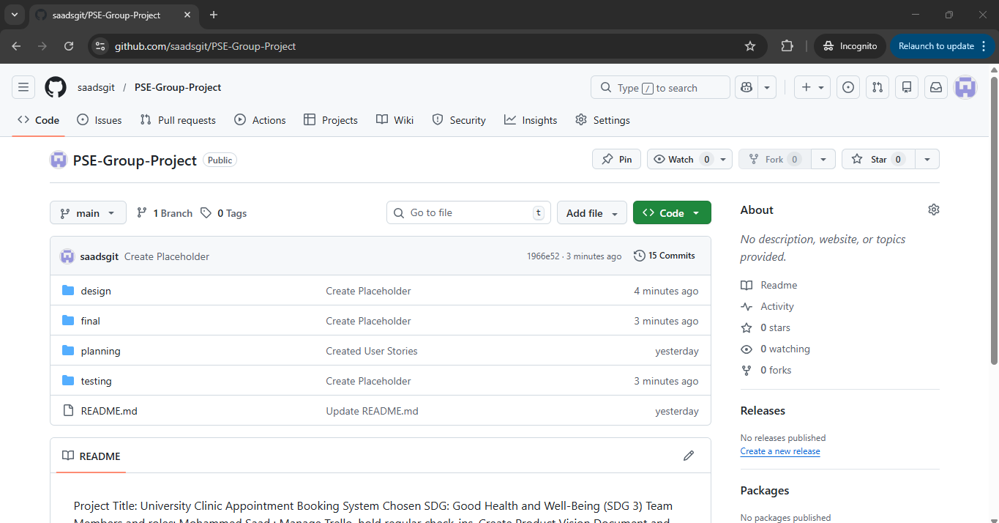 saadsgit/PSE-Group-Project
github.com/saadsgit/PSE-Group-Project
Incognito
Relaunch to update
saadsgit / PSE-Group-Project
Type / to search
Code
Issues
Pull requests
Actions
Projects
Wiki
Security
Insights
Settings
PSE-Group-Project
Public
Pin
Watch 0
Fork 0
Star 0
main
1 Branch
0 Tags
Go to file
t
Add file
Code
saadsgit Create Placeholder
1966e52 · 3 minutes ago
15 Commits
design Create Placeholder 4 minutes ago
final Create Placeholder 3 minutes ago
planning Created User Stories yesterday
testing Create Placeholder 3 minutes ago
README.md Update README.md yesterday
README
Project Title: University Clinic Appointment Booking System Chosen SDG: Good Health and Well-Being (SDG 3) Team
Members and roles: Mohammed Saad : Manage Trello, hold regular check-ins, Create Product Vision Document and
About
No description, website, or topics
provided.
Readme
Activity
0 stars
0 watching
0 forks
Releases
No releases published
Create a new release
Packages
No packages published